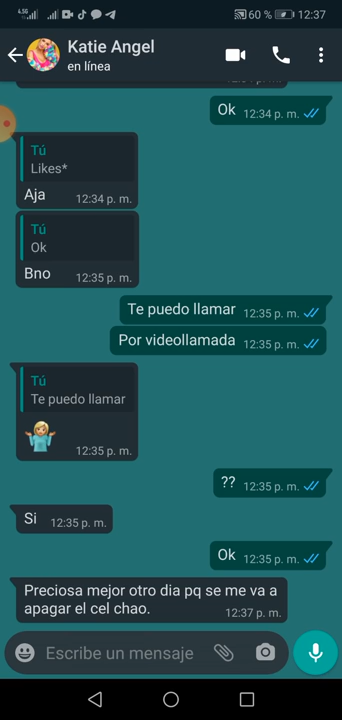 4.5G
60 %
12:37
Katie Angel
en línea
Ok 12:34 p. m.
Tú
Likes*
Aja 12:34 p. m.
Tú
Ok
Bno 12:35 p. m.
Te puedo llamar 12:35 p. m.
Por videollamada 12:35 p. m.
Tú
Te puedo llamar
12:35 p. m.
?? 12:35 p. m.
Si 12:35 p. m.
Ok 12:35 p. m.
Preciosa mejor otro dia pq se me va a
apagar el cel chao. 12:37 p. m.
Escribe un mensaje